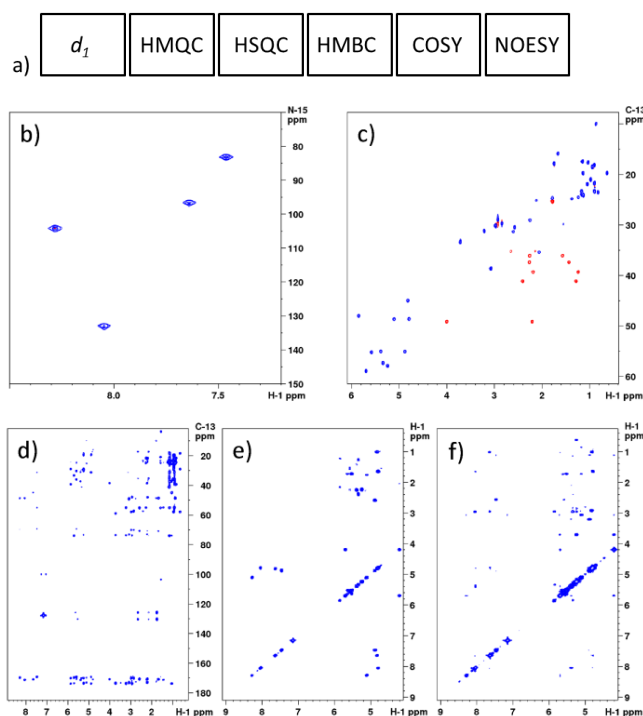 a) d1 HMQC HSQC HMBC COSY NOESY
b)
N-15
ppm
80
90
100
110
120
130
140
150
8.0 7.5 H-1 ppm
c)
C-13
ppm
20
30
40
50
60
6 5 4 3 2 1 H-1 ppm
d)
C-13
ppm
20
40
60
80
100
120
140
160
180
8 7 6 5 4 3 2 1 H-1 ppm
e)
H-1
ppm
1
2
3
4
5
6
7
8
9
9 8 7 6 5 H-1 ppm
f)
H-1
ppm
1
2
3
4
5
6
7
8
9
9 8 7 6 5 H-1 ppm